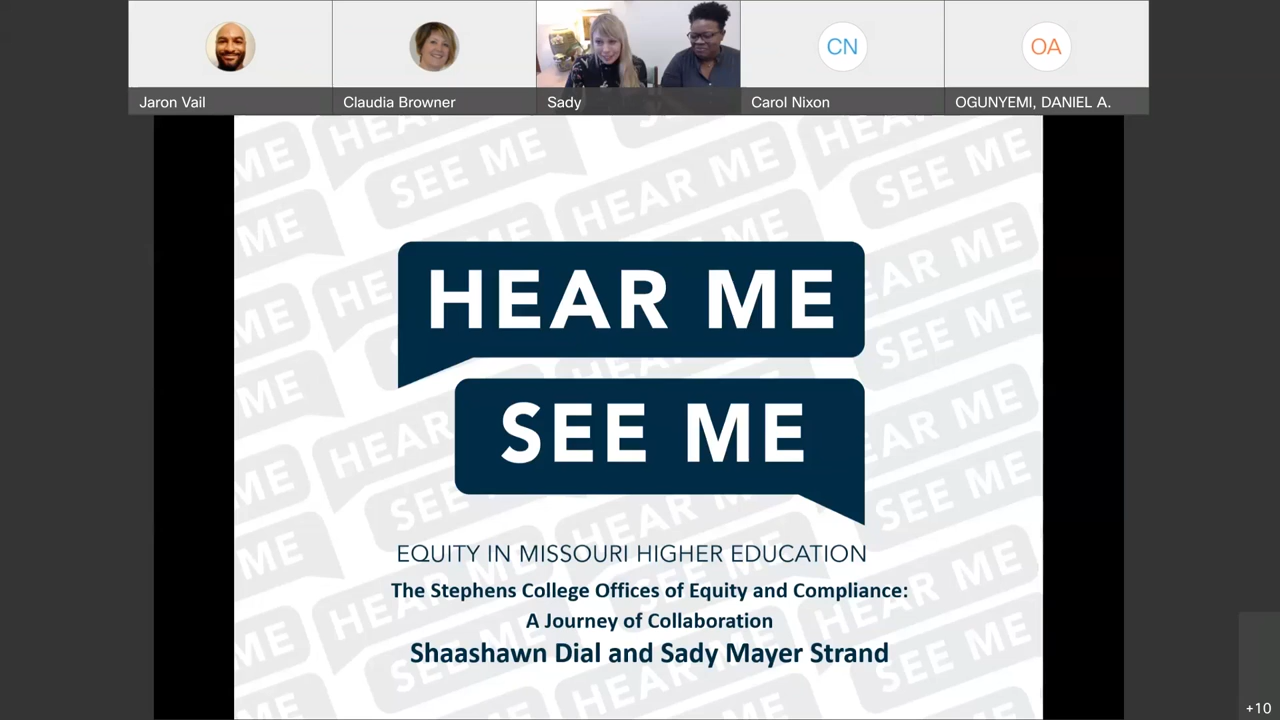 CN
OA
Jaron Vail
Claudia Browner
Sady
Carol Nixon
OGUNYEMI, DANIEL A.
HEAR ME
SEE ME
EQUITY IN MISSOURI HIGHER EDUCATION
The Stephens College Offices of Equity and Compliance:
A Journey of Collaboration
Shaashawn Dial and Sady Mayer Strand
+10